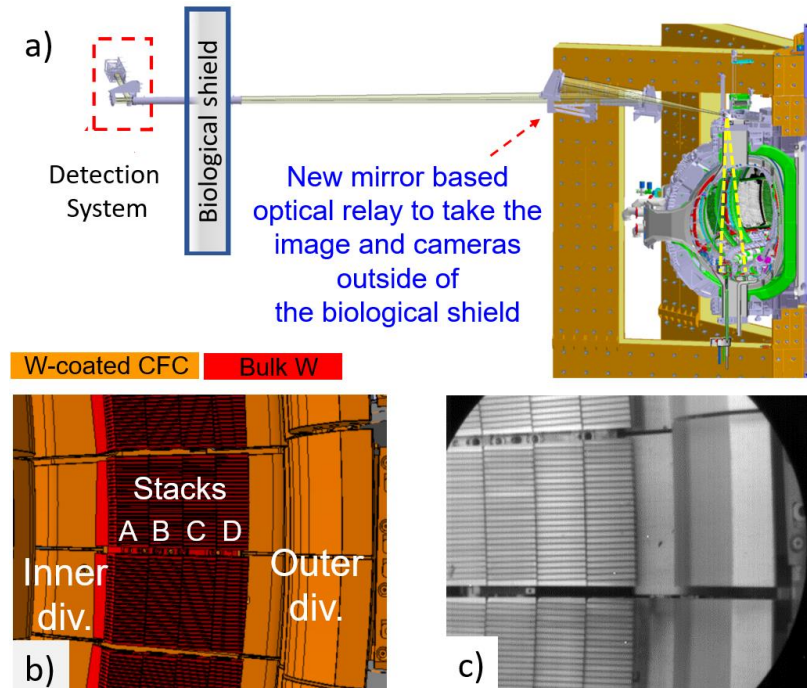 a)
Detection
System
Biological shield
New mirror based
optical relay to take the
image and cameras
outside of
the biological shield
W-coated CFC
Bulk W
Stacks
A B C D
Inner
div.
Outer
div.
b)
c)